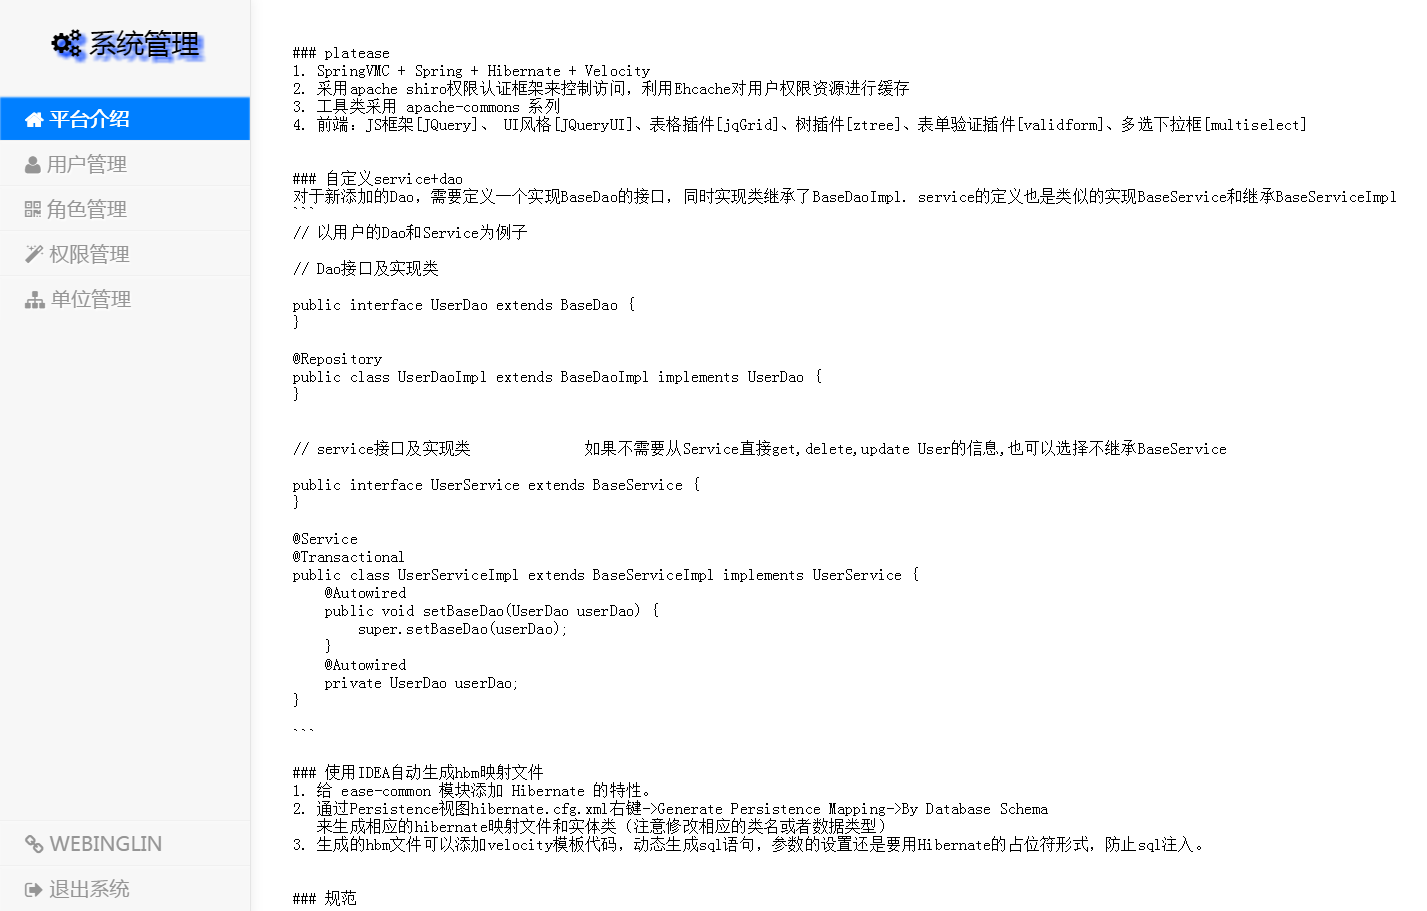 系统管理
平台介绍
用户管理
角色管理
权限管理
单位管理
WEBINGLIN
退出系统
### platease
1. SpringVMC + Spring + Hibernate + Velocity
2. 采用apache shiro权限认证框架来控制访问，利用Ehcache对用户权限资源进行缓存
3. 工具类采用 apache-commons 系列
4. 前端：JS框架[JQuery]、 UI风格[JQueryUI]、表格插件[jqGrid]、树插件[ztree]、表单验证插件[validform]、多选下拉框[multiselect]
### 自定义service+dao
对于新添加的Dao，需要定义一个实现BaseDao的接口，同时实现类继承了BaseDaoImpl. service的定义也是类似的实现BaseService和继承BaseServiceImpl
```
// 以用户的Dao和Service为例子
// Dao接口及实现类
public interface UserDao extends BaseDao {
}
@Repository
public class UserDaoImpl extends BaseDaoImpl implements UserDao {
}
// service接口及实现类              如果不需要从Service直接get,delete,update User的信息,也可以选择不继承BaseService
public interface UserService extends BaseService {
}
@Service
@Transactional
public class UserServiceImpl extends BaseServiceImpl implements UserService {
    @Autowired
    public void setBaseDao(UserDao userDao) {
        super.setBaseDao(userDao);
    }
    @Autowired
    private UserDao userDao;
}
```
### 使用IDEA自动生成hbm映射文件
1. 给 ease-common 模块添加 Hibernate 的特性。
2. 通过Persistence视图hibernate.cfg.xml右键->Generate Persistence Mapping->By Database Schema
   来生成相应的hibernate映射文件和实体类（注意修改相应的类名或者数据类型）
3. 生成的hbm文件可以添加velocity模板代码，动态生成sql语句，参数的设置还是要用Hibernate的占位符形式，防止sql注入。
### 规范